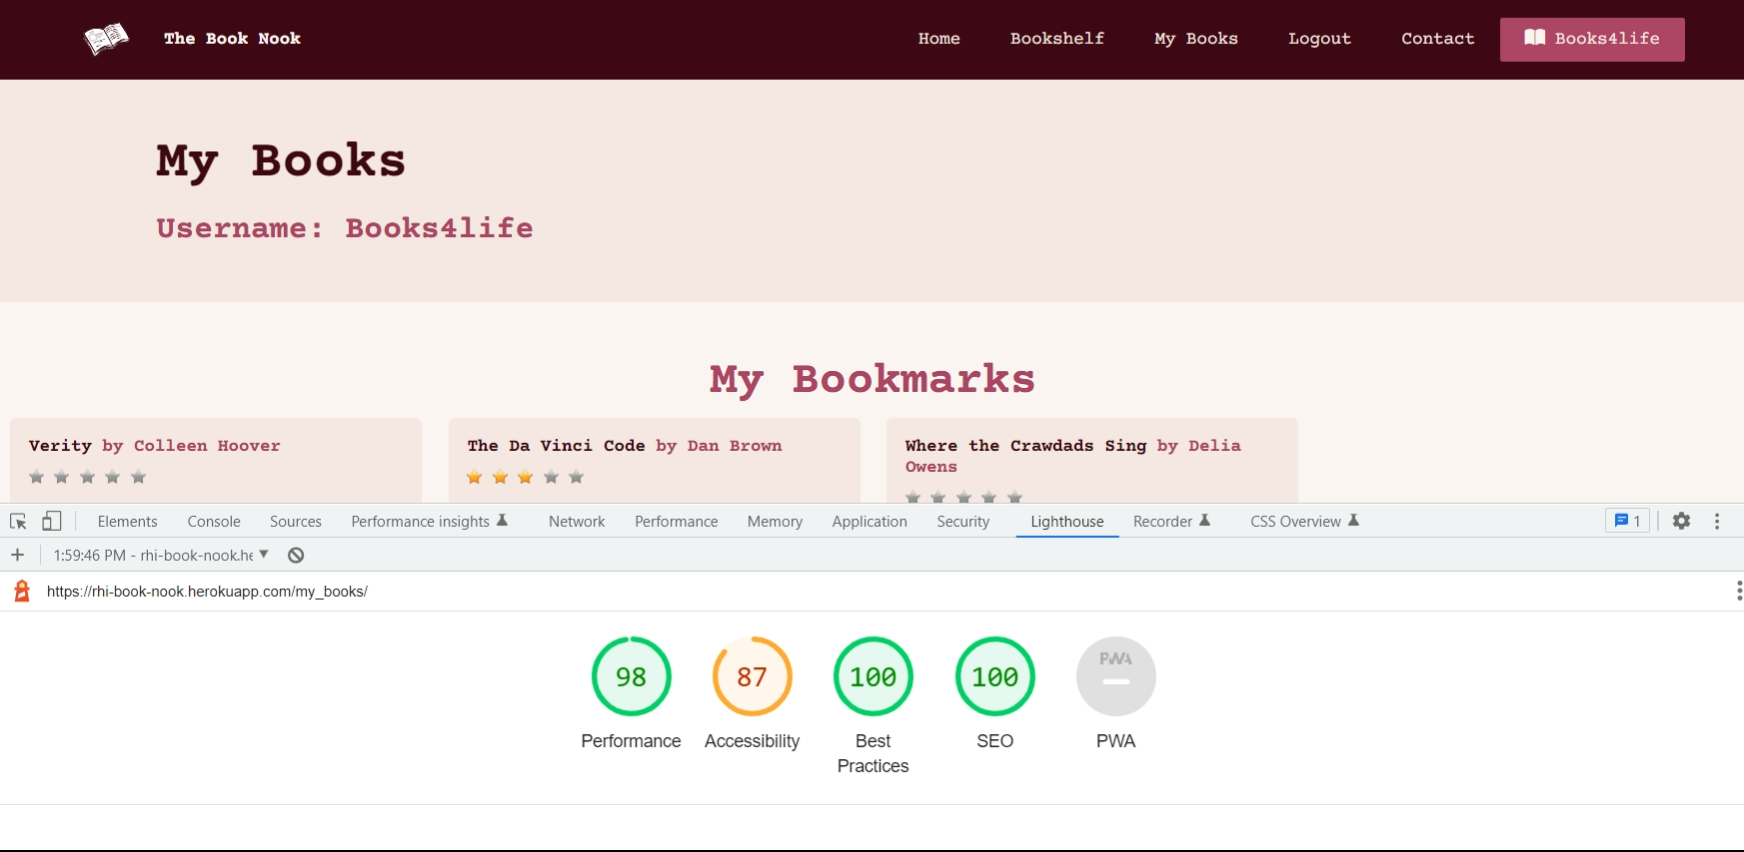 The Book Nook
Home Bookshelf My Books Logout Contact Books4life
My Books
Username: Books4life
My Bookmarks
Verity by Colleen Hoover
The Da Vinci Code by Dan Brown
Where the Crawdads Sing by Delia
Owens
Elements Console Sources Performance insights Network Performance Memory Application Security Lighthouse Recorder CSS Overview 1
1:59:46 PM - rhi-book-nook.he
https://rhi-book-nook.herokuapp.com/my_books/
98 87 100 100 PWA
Performance Accessibility Best Practices SEO PWA